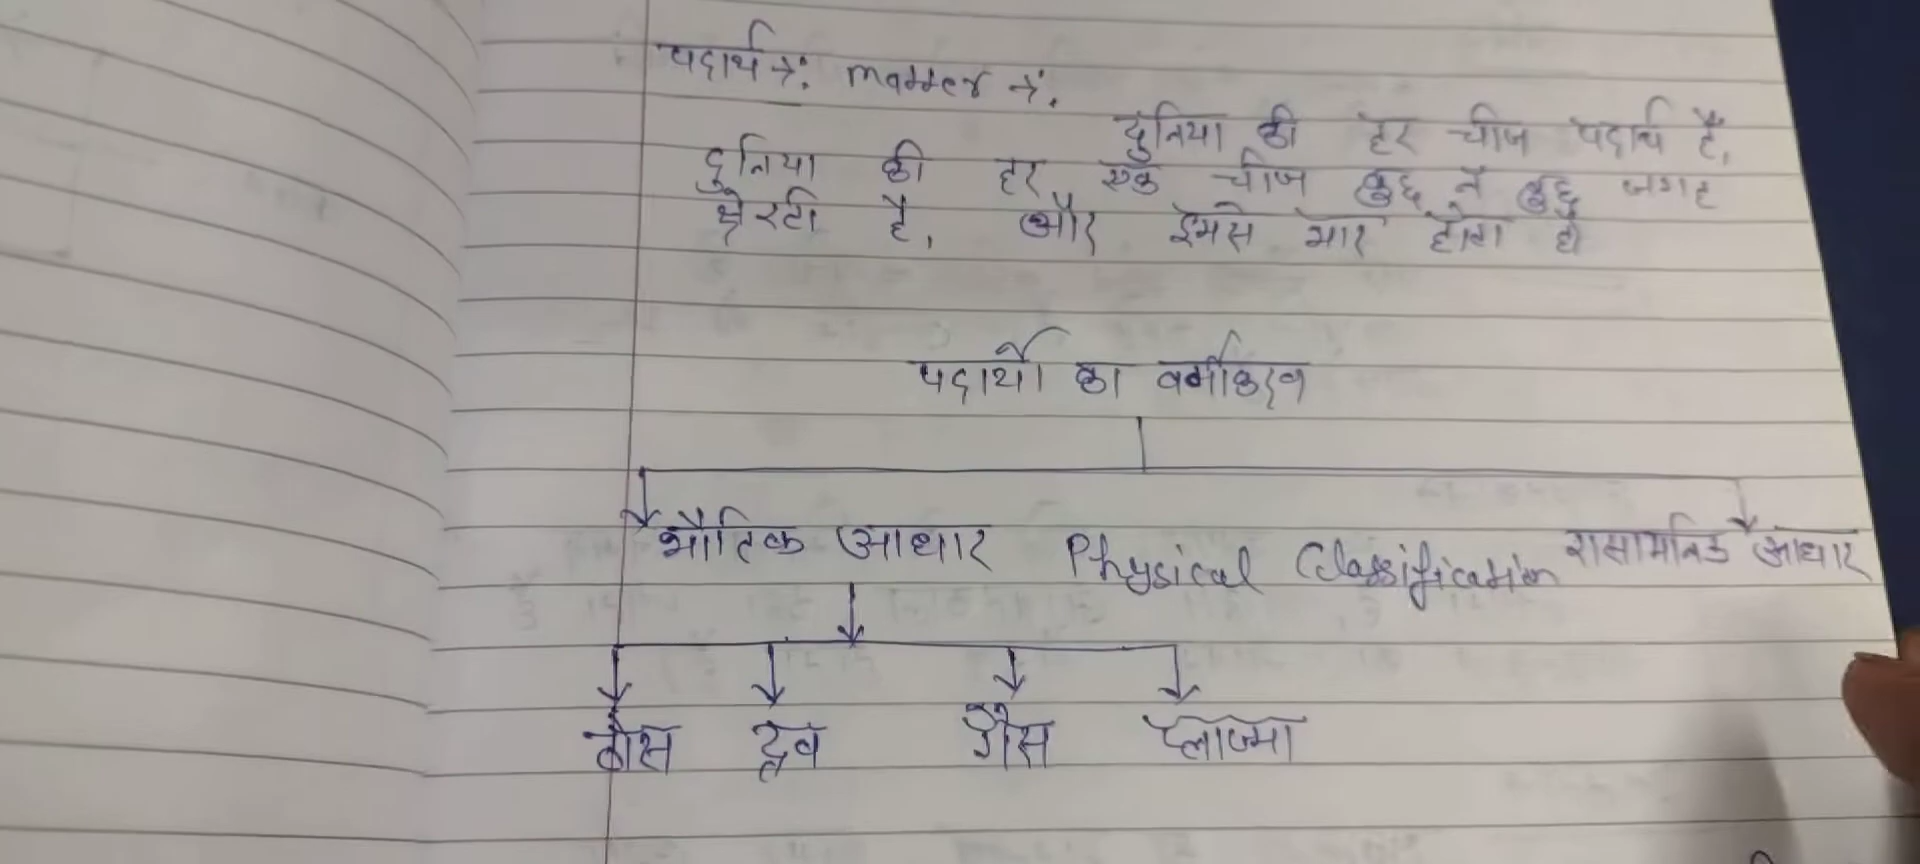 पदार्थ →: matter →:
दुनिया की हर चीज पदार्थ है,
दुनिया की हर एक चीज कुछ न कुछ जगह
घेरती है, और इसमे भार होता है
पदार्थो का वर्गीकरण
भौतिक आधार Physical Classification रासायनिक आधार
ठोस द्रव गैस प्लाज्मा